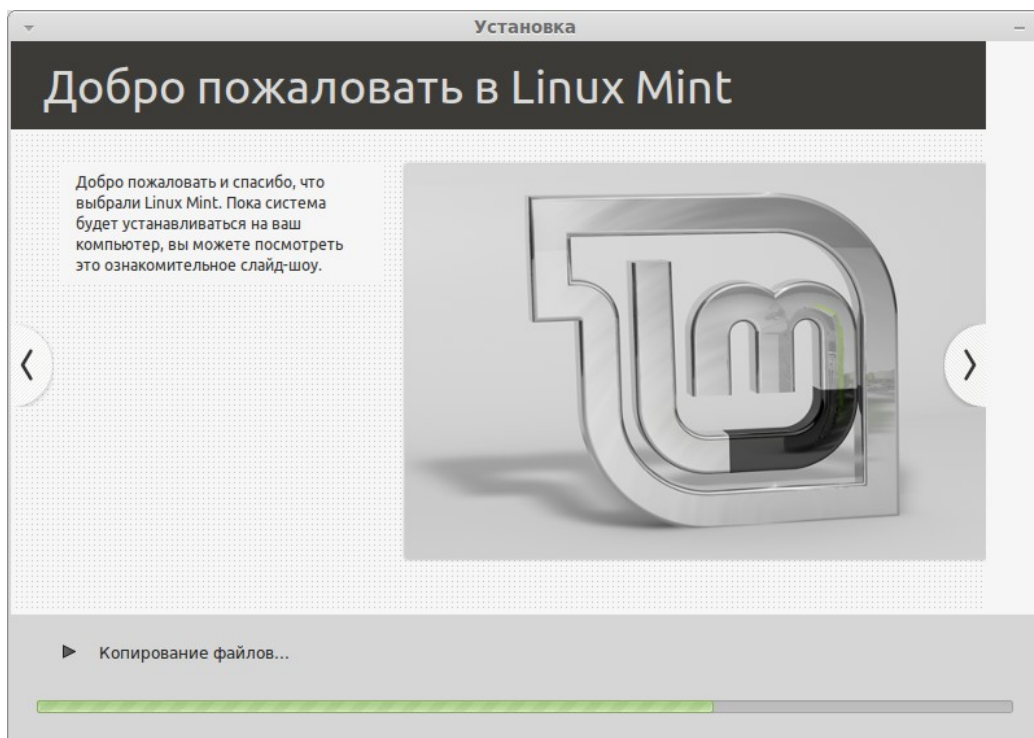 Установка
Добро пожаловать в Linux Mint
Добро пожаловать и спасибо, что
выбрали Linux Mint. Пока система
будет устанавливаться на ваш
компьютер, вы можете посмотреть
это ознакомительное слайд-шоу.
Копирование файлов...